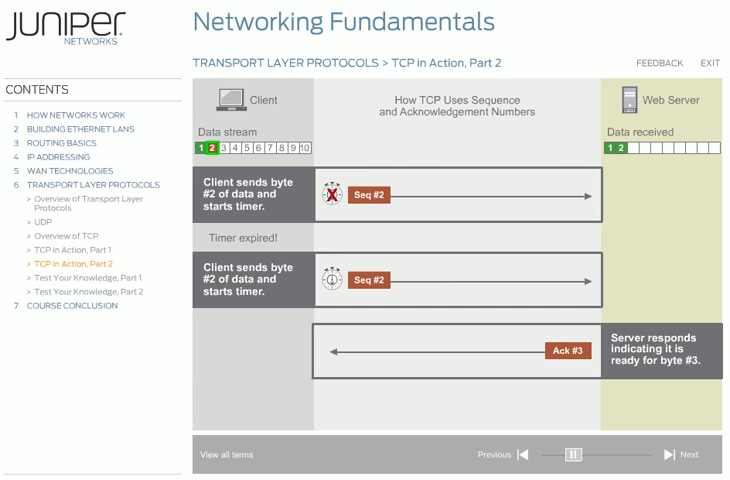 JUNIPER
NETWORKS
Networking Fundamentals
TRANSPORT LAYER PROTOCOLS > TCP in Action, Part 2
FEEDBACK
EXIT
CONTENTS
1 HOW NETWORKS WORK
2 BUILDING ETHERNET LANS
3 ROUTING BASICS
4 IP ADDRESSING
5 WAN TECHNOLOGIES
6 TRANSPORT LAYER PROTOCOLS
> Overview of Transport Layer
Protocols
> UDP
> Overview of TCP
> TCP in Action, Part 1
> TCP in Action, Part 2
> Test Your Knowledge, Part 1
> Test Your Knowledge, Part 2
7 COURSE CONCLUSION
Client
How TCP Uses Sequence
and Acknowledgement Numbers
Web Server
Data stream
1 2 3 4 5 6 7 8 9 10
Data received
1 2
Client sends byte
#2 of data and
starts timer.
Seq #2
Timer expired!
Client sends byte
#2 of data and
starts timer.
Seq #2
Ack #3
Server responds
indicating it is
ready for byte #3.
View all terms
Previous
Next